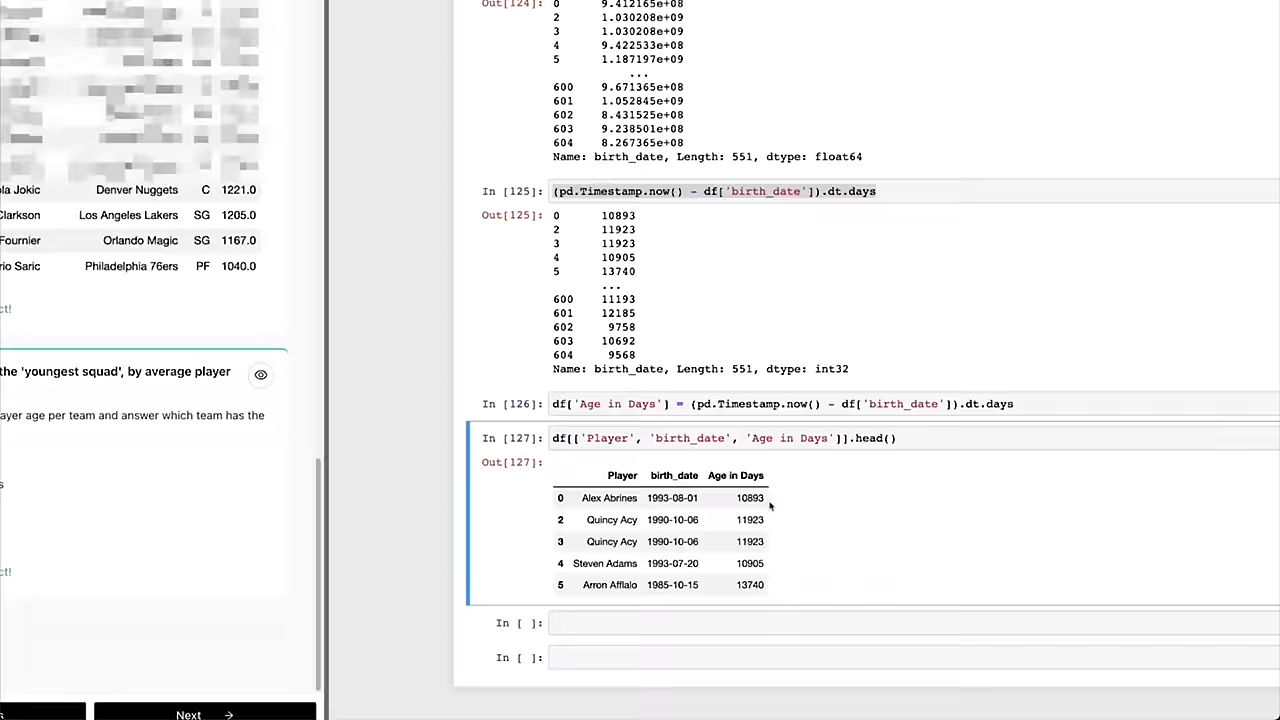 la Jokic Denver Nuggets C 1221.0
Clarkson Los Angeles Lakers SG 1205.0
Fournier Orlando Magic SG 1167.0
rio Saric Philadelphia 76ers PF 1040.0
ct!
the 'youngest squad', by average player
ayer age per team and answer which team has the
s
ct!
s
Next →
Out[124]: 0 9.412165e+08
2 1.030208e+09
3 1.030208e+09
4 9.422533e+08
5 1.187197e+09
...
600 9.671365e+08
601 1.052845e+09
602 8.431525e+08
603 9.238501e+08
604 8.267365e+08
Name: birth_date, Length: 551, dtype: float64
In [125]: (pd.Timestamp.now() - df['birth_date']).dt.days
Out[125]: 0 10893
2 11923
3 11923
4 10905
5 13740
...
600 11193
601 12185
602 9758
603 10692
604 9568
Name: birth_date, Length: 551, dtype: int32
In [126]: df['Age in Days'] = (pd.Timestamp.now() - df['birth_date']).dt.days
In [127]: df[['Player', 'birth_date', 'Age in Days']].head()
Out[127]:
Player birth_date Age in Days
0 Alex Abrines 1993-08-01 10893
2 Quincy Acy 1990-10-06 11923
3 Quincy Acy 1990-10-06 11923
4 Steven Adams 1993-07-20 10905
5 Arron Afflalo 1985-10-15 13740
In [ ]:
In [ ]: